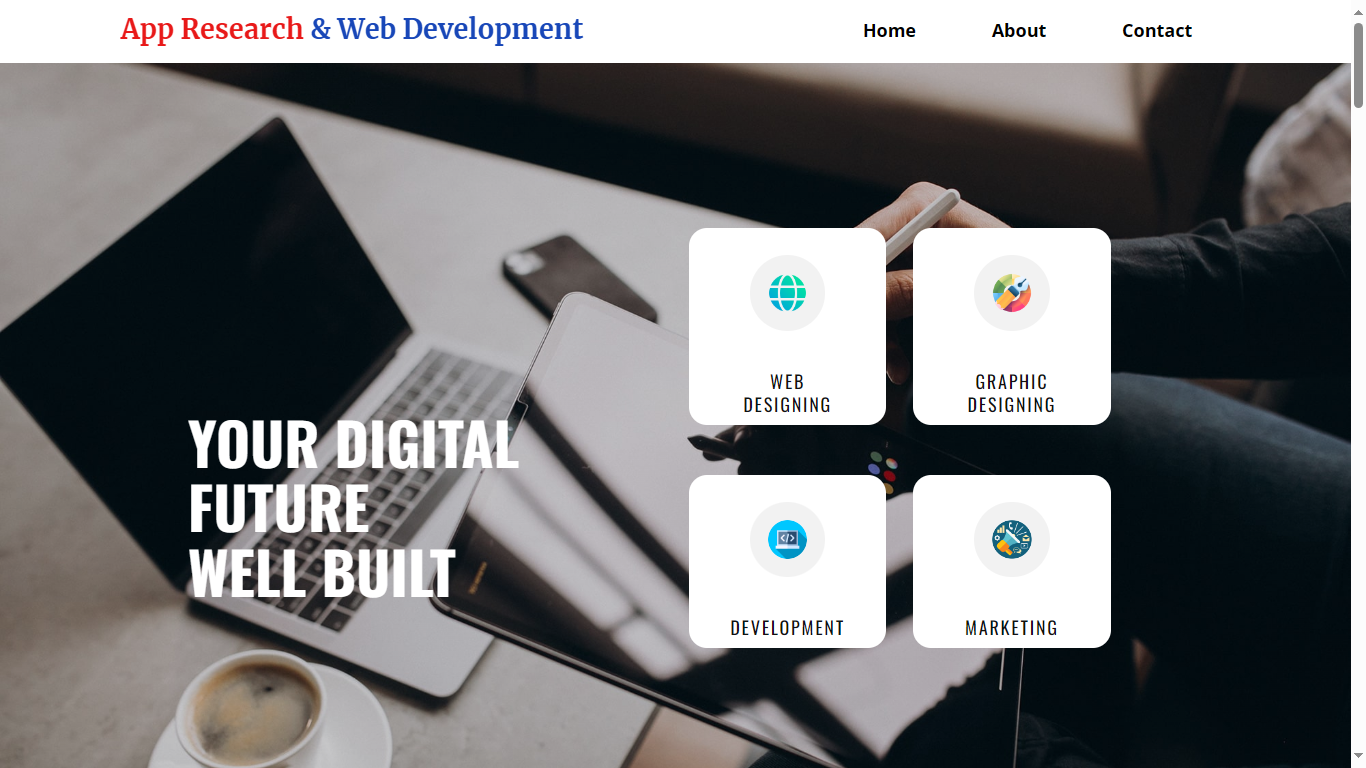 App Research & Web Development
Home About Contact
YOUR DIGITAL
FUTURE
WELL BUILT
WEB
DESIGNING
GRAPHIC
DESIGNING
DEVELOPMENT
MARKETING